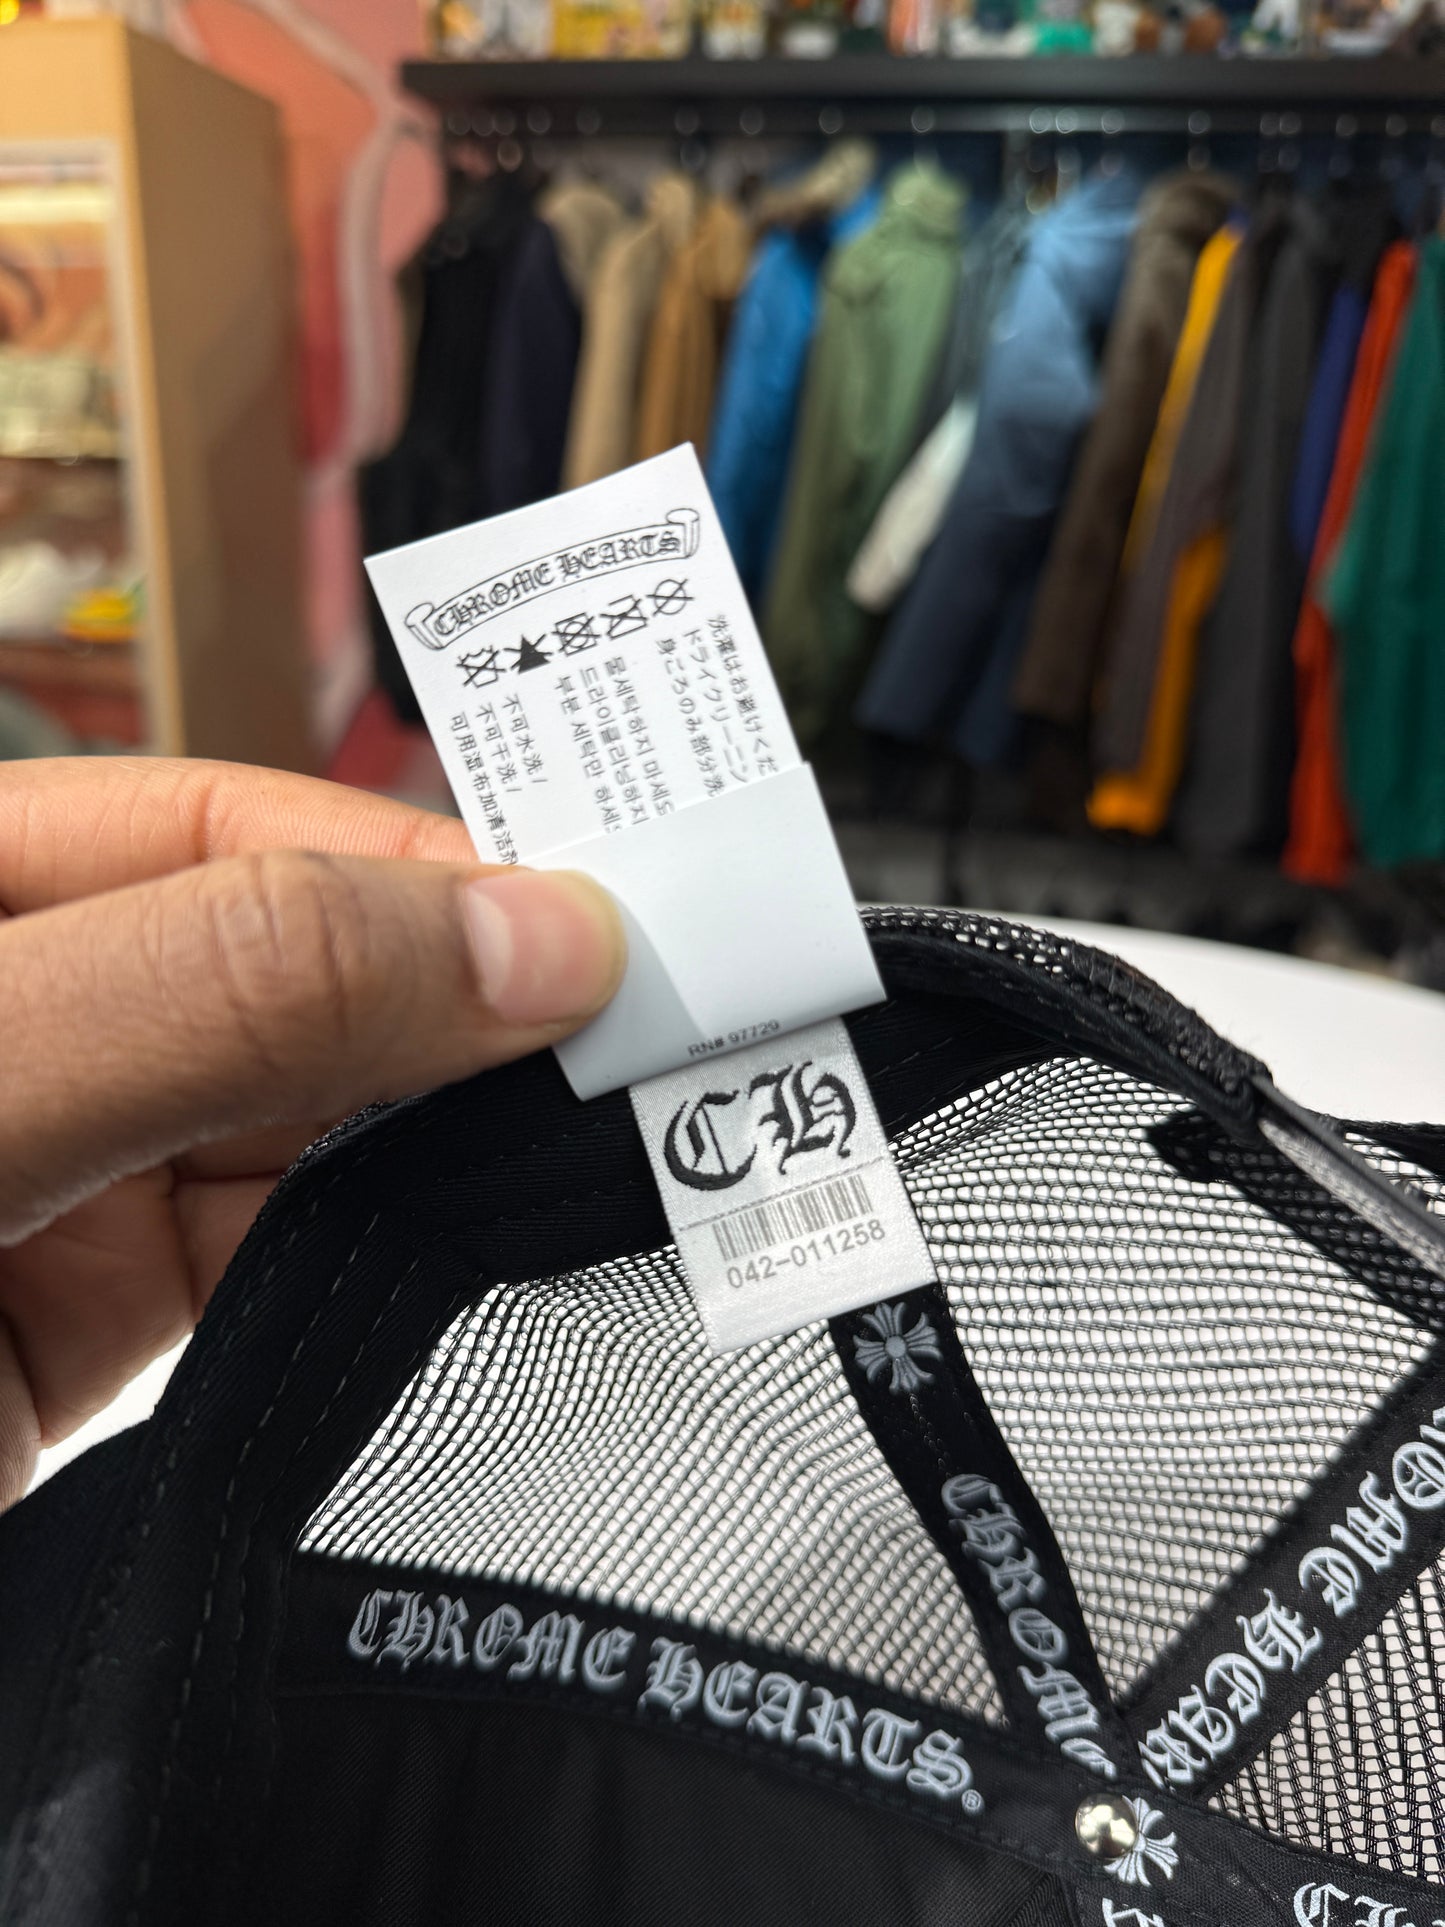 CHROME HEARTS
洗濯はお避けくだ
ドライクリーニン
身ごろのみ部分洗
물세탁하지 마세요
드라이클리닝하지
부분 세탁만 하세요
不可水洗/
不可干洗/
可用湿布加清洁剂
RN# 97729
CH
042-011258
CHROME
CHROME HEARTS®